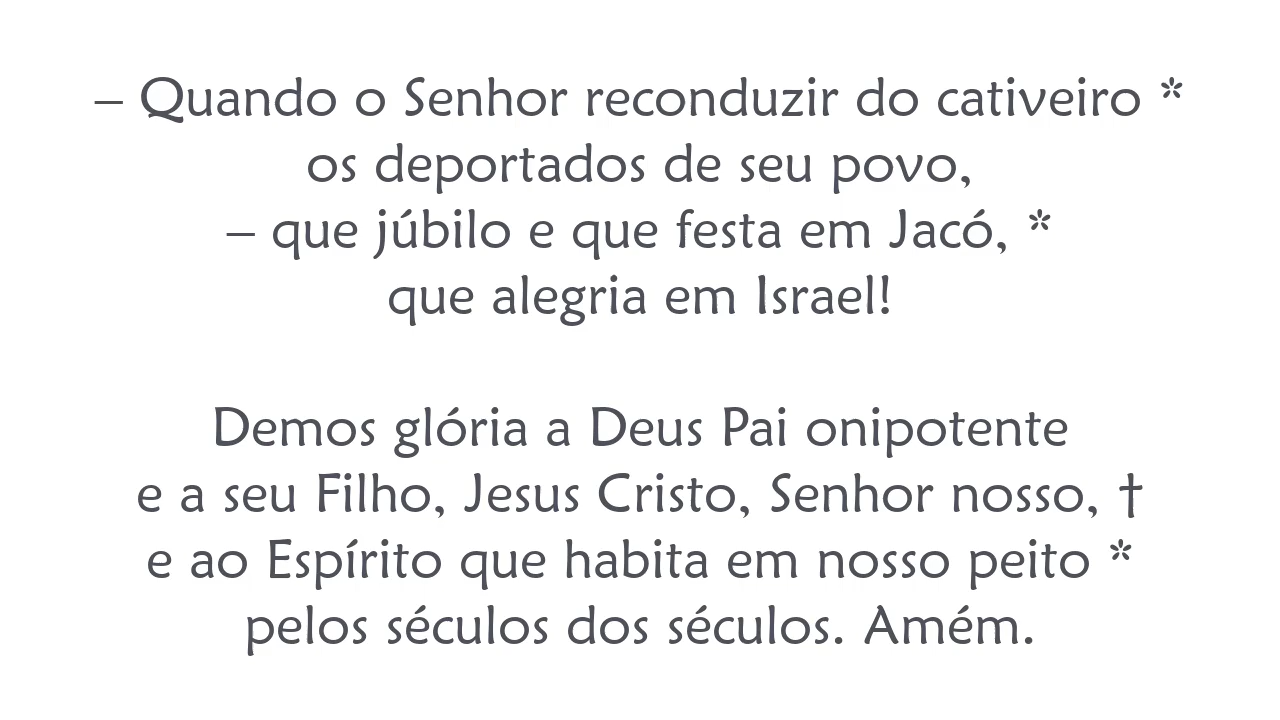 – Quando o Senhor reconduzir do cativeiro *
os deportados de seu povo,
– que júbilo e que festa em Jacó, *
que alegria em Israel!
Demos glória a Deus Pai onipotente
e a seu Filho, Jesus Cristo, Senhor nosso, †
e ao Espírito que habita em nosso peito *
pelos séculos dos séculos. Amém.